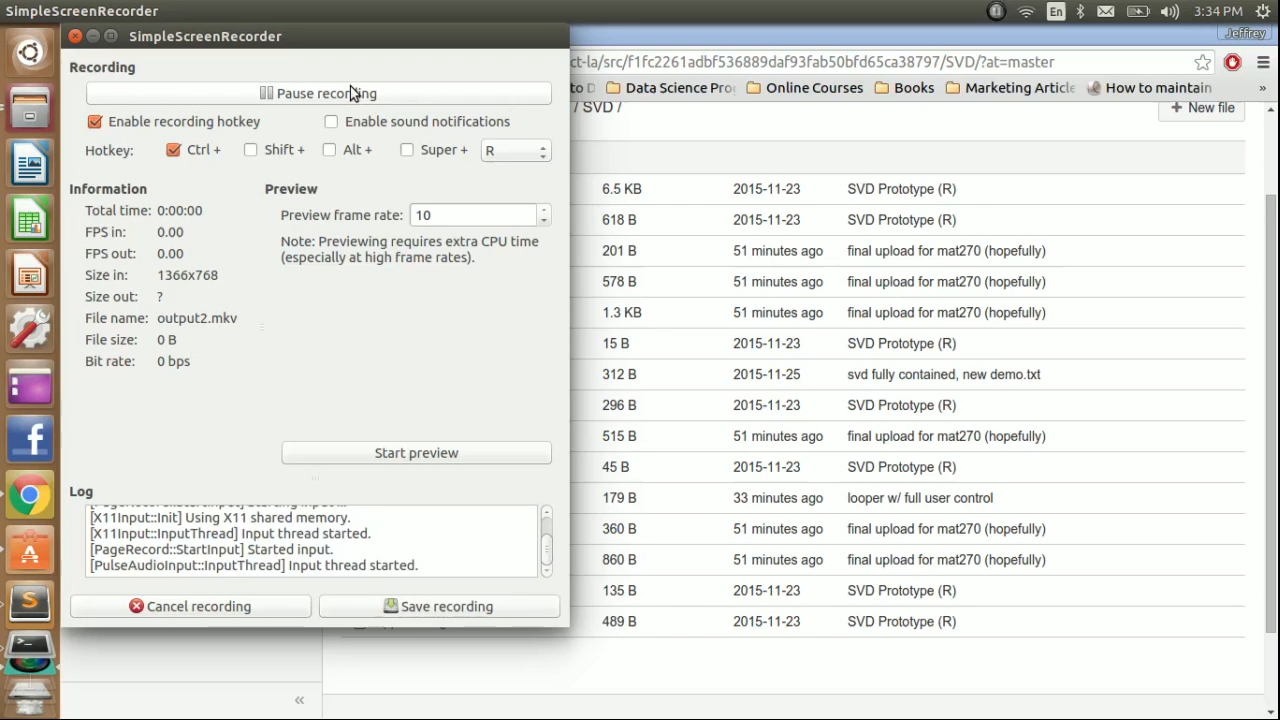 SimpleScreenRecorder
En
3:34 PM
SimpleScreenRecorder
Jeffrey
Recording
Pause recording
Enable recording hotkey
Enable sound notifications
Hotkey:
Ctrl +
Shift +
Alt +
Super +
R
Information
Total time: 0:00:00
FPS in: 0.00
FPS out: 0.00
Size in: 1366x768
Size out: ?
File name: output2.mkv
File size: 0 B
Bit rate: 0 bps
Preview
Preview frame rate: 10
Note: Previewing requires extra CPU time
(especially at high frame rates).
Start preview
Log
[X11Input::Init] Using X11 shared memory.
[X11Input::InputThread] Input thread started.
[PageRecord::StartInput] Started input.
[PulseAudioInput::InputThread] Input thread started.
Cancel recording
Save recording
ct-la/src/f1fc2261adbf536889daf93fab50bfd65ca38797/SVD/?at=master
to D
Data Science Pro
Online Courses
Books
Marketing Article
How to maintain
»
/ SVD /
+ New file
6.5 KB 2015-11-23 SVD Prototype (R)
618 B 2015-11-23 SVD Prototype (R)
201 B 51 minutes ago final upload for mat270 (hopefully)
578 B 51 minutes ago final upload for mat270 (hopefully)
1.3 KB 51 minutes ago final upload for mat270 (hopefully)
15 B 2015-11-23 SVD Prototype (R)
312 B 2015-11-25 svd fully contained, new demo.txt
296 B 2015-11-23 SVD Prototype (R)
515 B 51 minutes ago final upload for mat270 (hopefully)
45 B 2015-11-23 SVD Prototype (R)
179 B 33 minutes ago looper w/ full user control
360 B 51 minutes ago final upload for mat270 (hopefully)
860 B 51 minutes ago final upload for mat270 (hopefully)
135 B 2015-11-23 SVD Prototype (R)
489 B 2015-11-23 SVD Prototype (R)
«